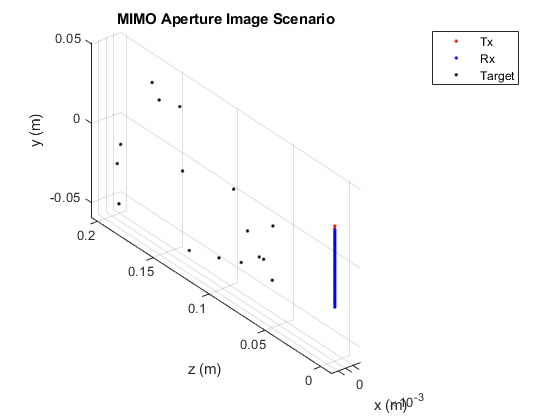 MIMO Aperture Image Scenario
Tx
Rx
Target
0.05
0
-0.05
y (m)
0.2
0.15
0.1
0.05
0
z (m)
0
x (m)
×10-3